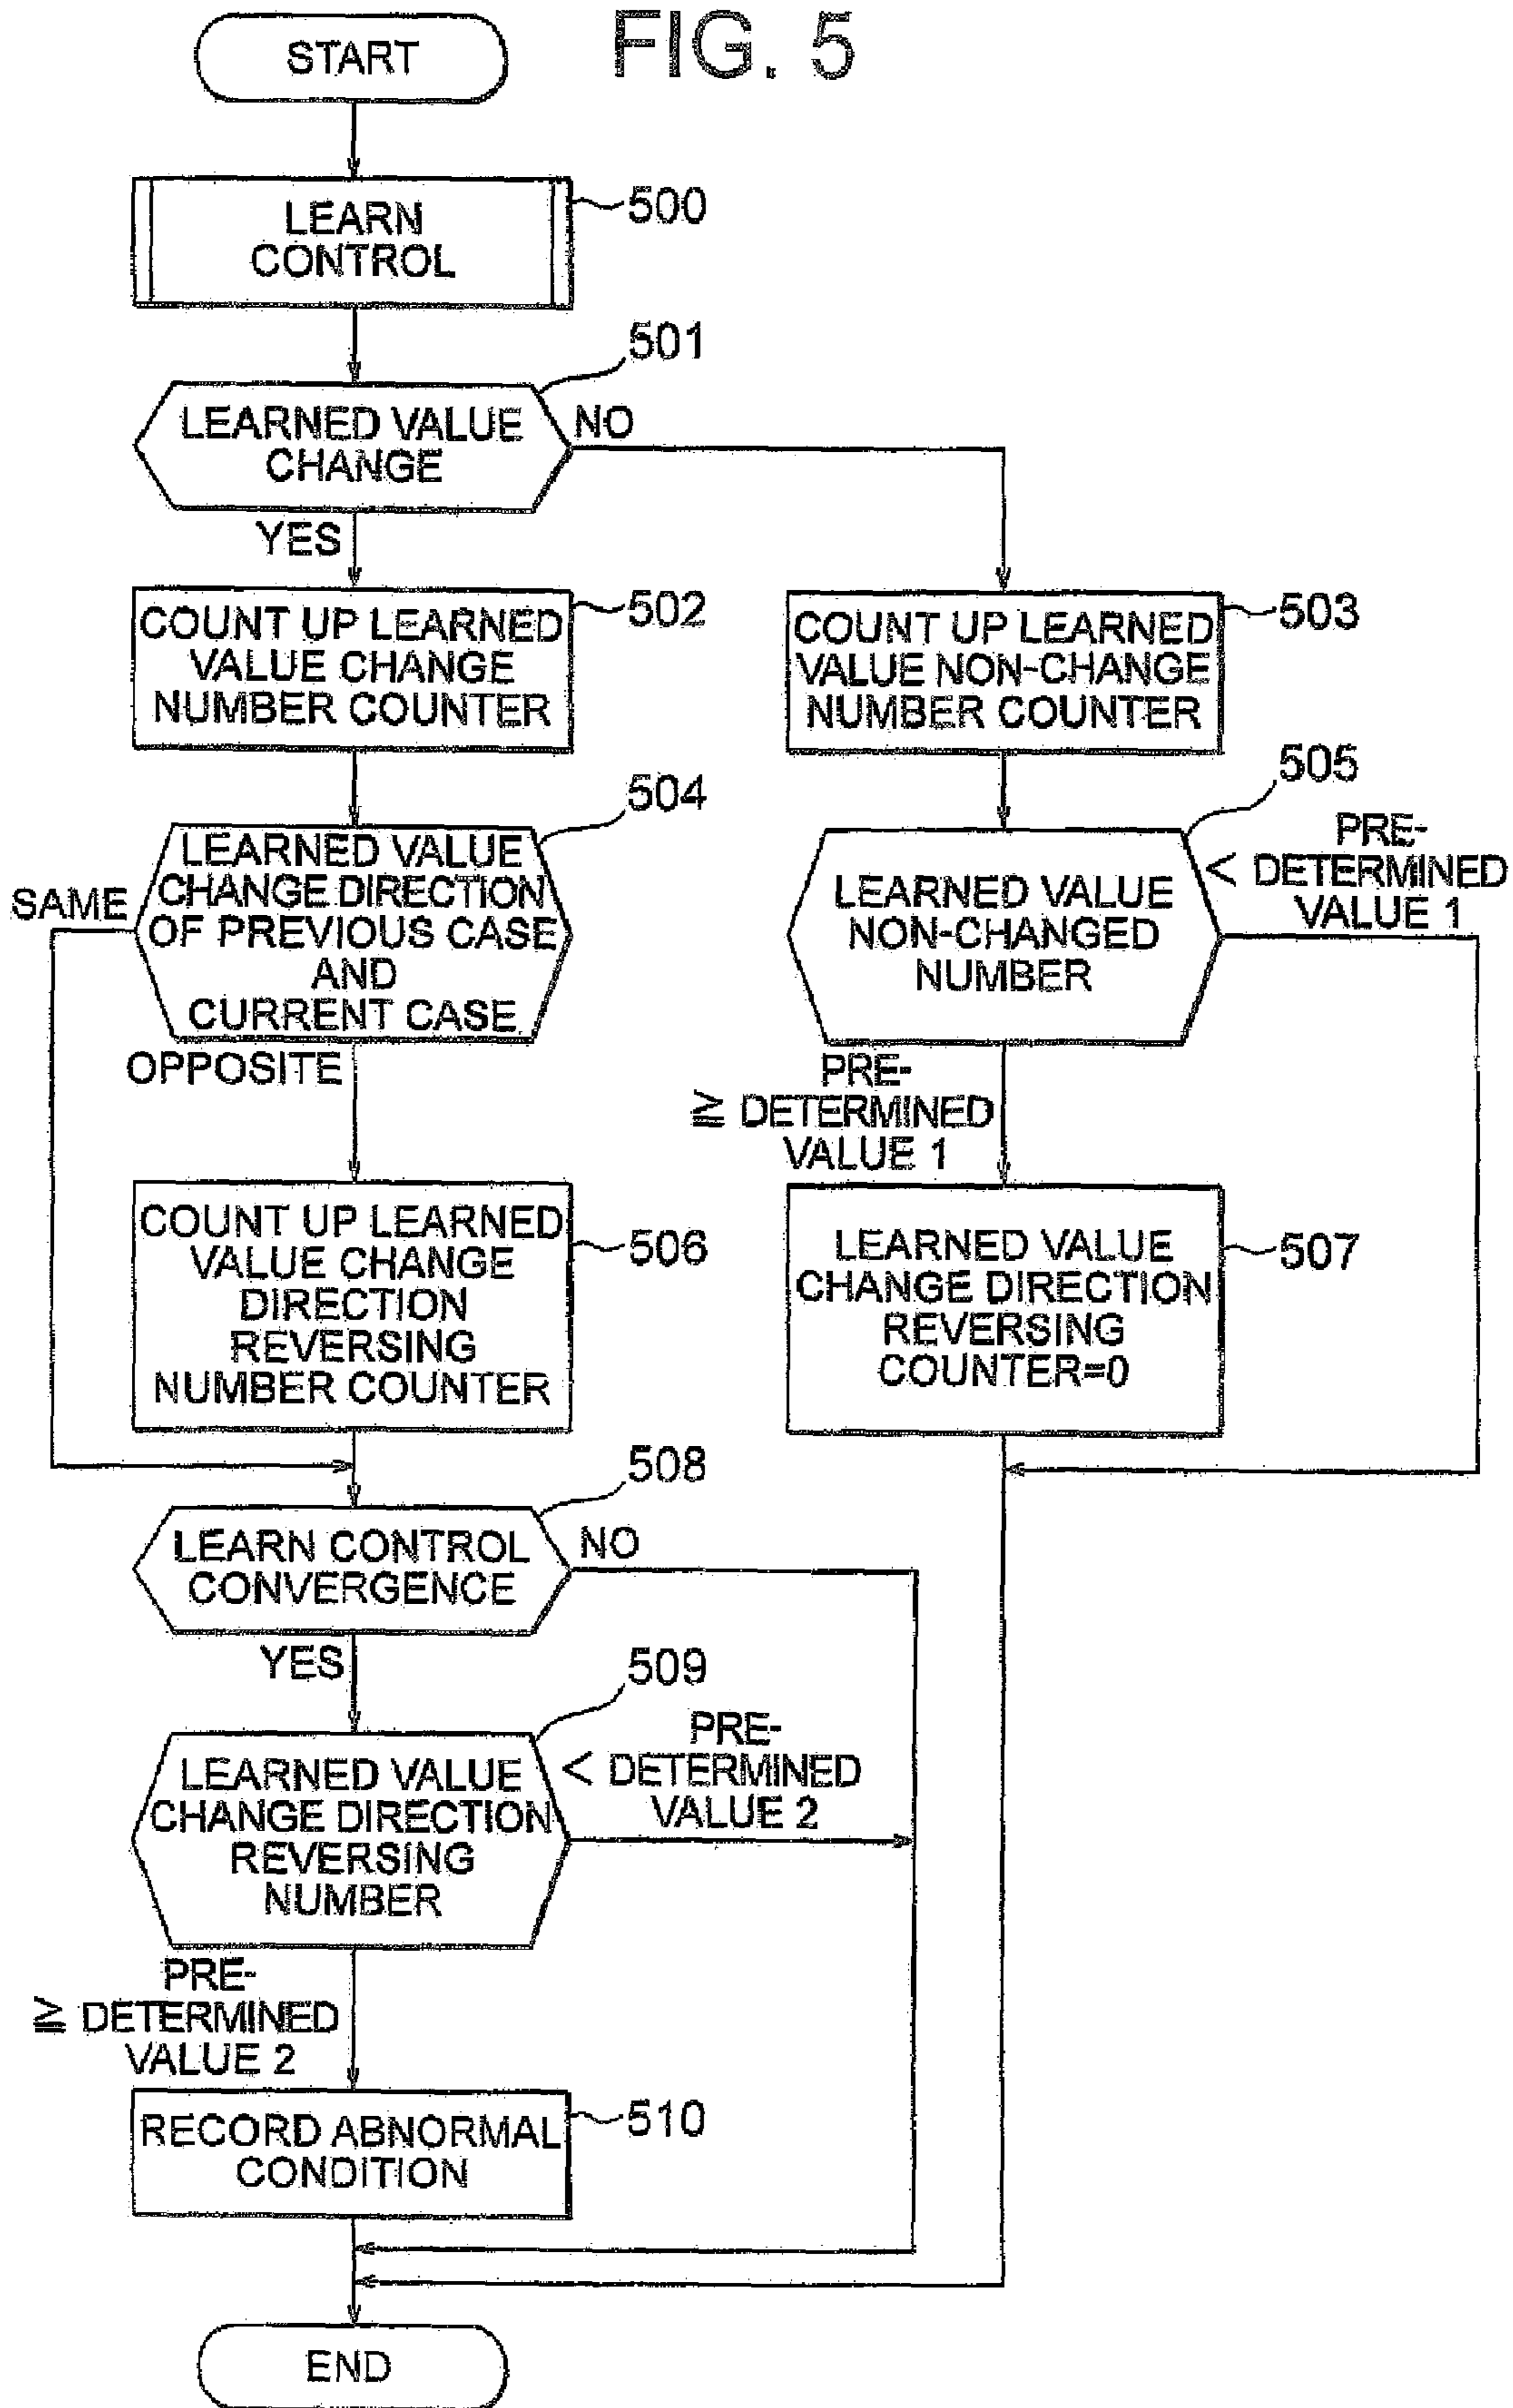 FIG. 5
START
LEARN
CONTROL
500
501
LEARNED VALUE
CHANGE
NO
YES
COUNT UP LEARNED
VALUE CHANGE
NUMBER COUNTER
502
COUNT UP LEARNED
VALUE NON-CHANGE
NUMBER COUNTER
503
504
LEARNED VALUE
CHANGE DIRECTION
OF PREVIOUS CASE
AND
CURRENT CASE
SAME
OPPOSITE
505
LEARNED VALUE
NON-CHANGED
NUMBER
PRE-
< DETERMINED
VALUE 1
PRE-
≧ DETERMINED
VALUE 1
COUNT UP LEARNED
VALUE CHANGE
DIRECTION
REVERSING
NUMBER COUNTER
506
LEARNED VALUE
CHANGE DIRECTION
REVERSING
COUNTER=0
507
508
LEARN CONTROL
CONVERGENCE
NO
YES
509
LEARNED VALUE
CHANGE DIRECTION
REVERSING
NUMBER
PRE-
< DETERMINED
VALUE 2
PRE-
≧ DETERMINED
VALUE 2
RECORD ABNORMAL
CONDITION
510
END